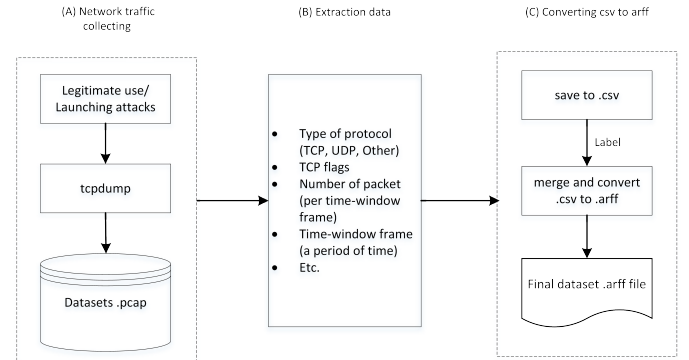 (A) Network traffic
collecting
Legitimate use/
Launching attacks
tcpdump
Datasets .pcap
(B) Extraction data
• Type of protocol
(TCP, UDP, Other)
• TCP flags
• Number of packet
(per time-window
frame)
• Time-window frame
(a period of time)
• Etc.
(C) Converting csv to arff
save to .csv
Label
merge and convert
.csv to .arff
Final dataset .arff file